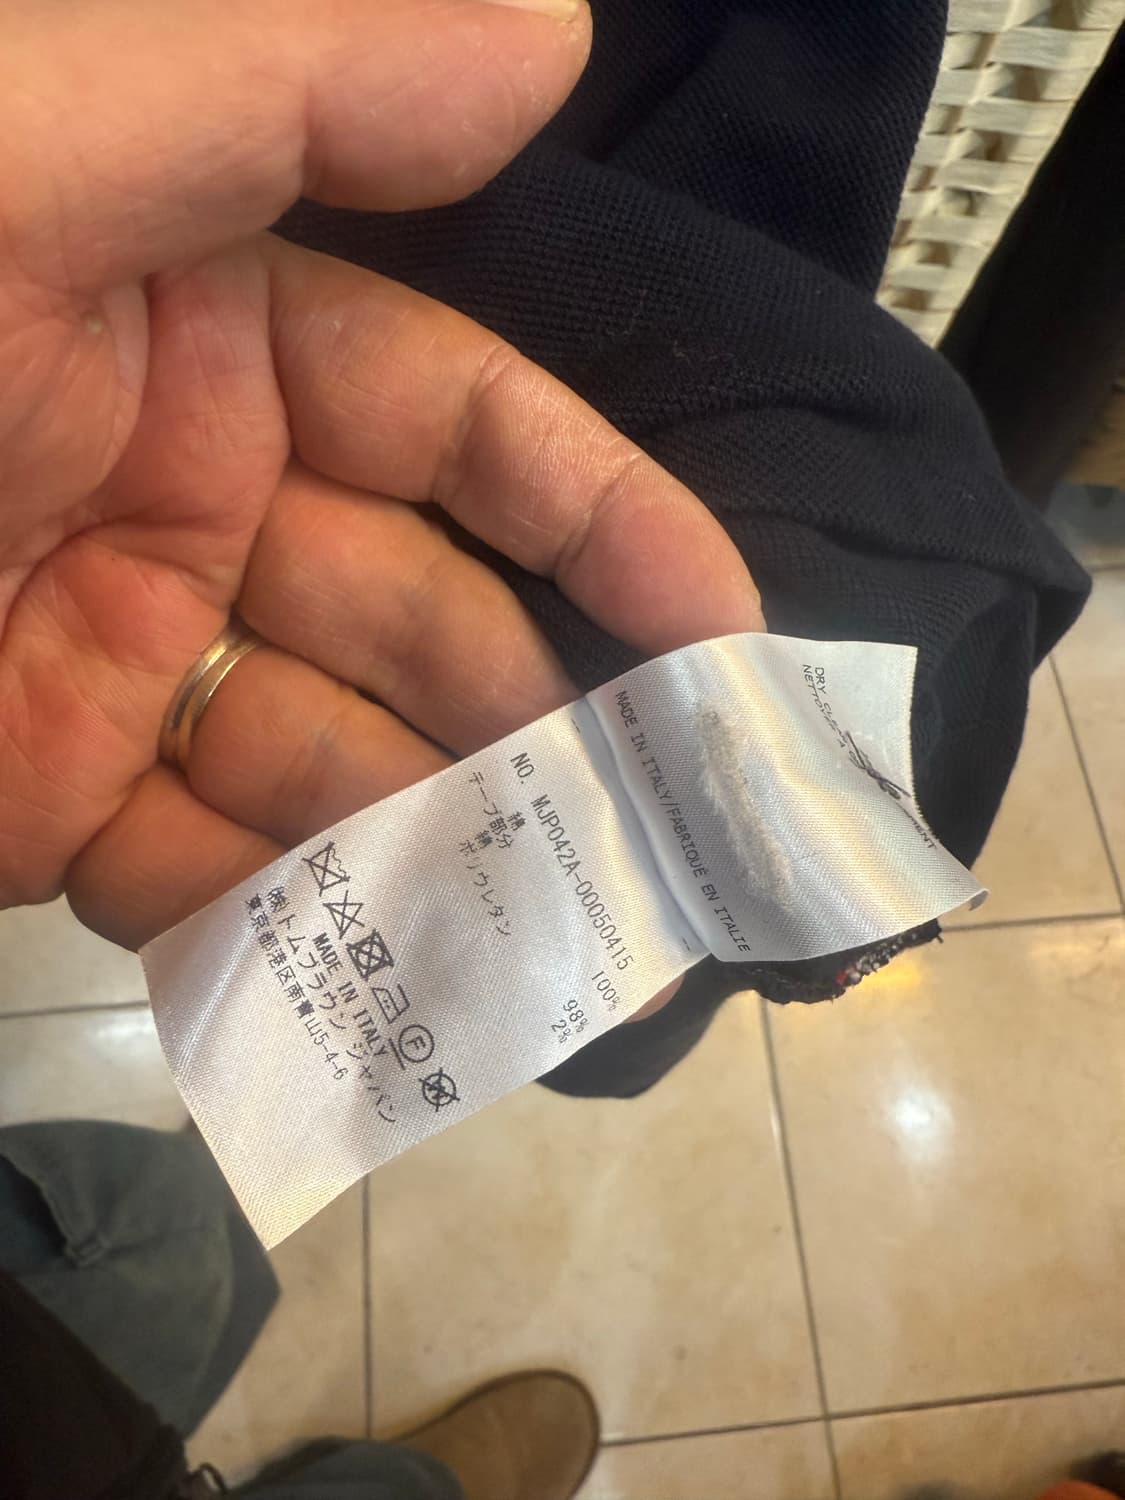 MADE IN ITALY/FABRIQUÉ EN ITALIE
NO. MJP042A-00050415
綿 100%
テープ部分
綿 98%
ポリウレタン 2%
MADE IN ITALY
㈱トムブラウン ジャパン
東京都港区南青山5-4-6
DRY
NETTOYER A